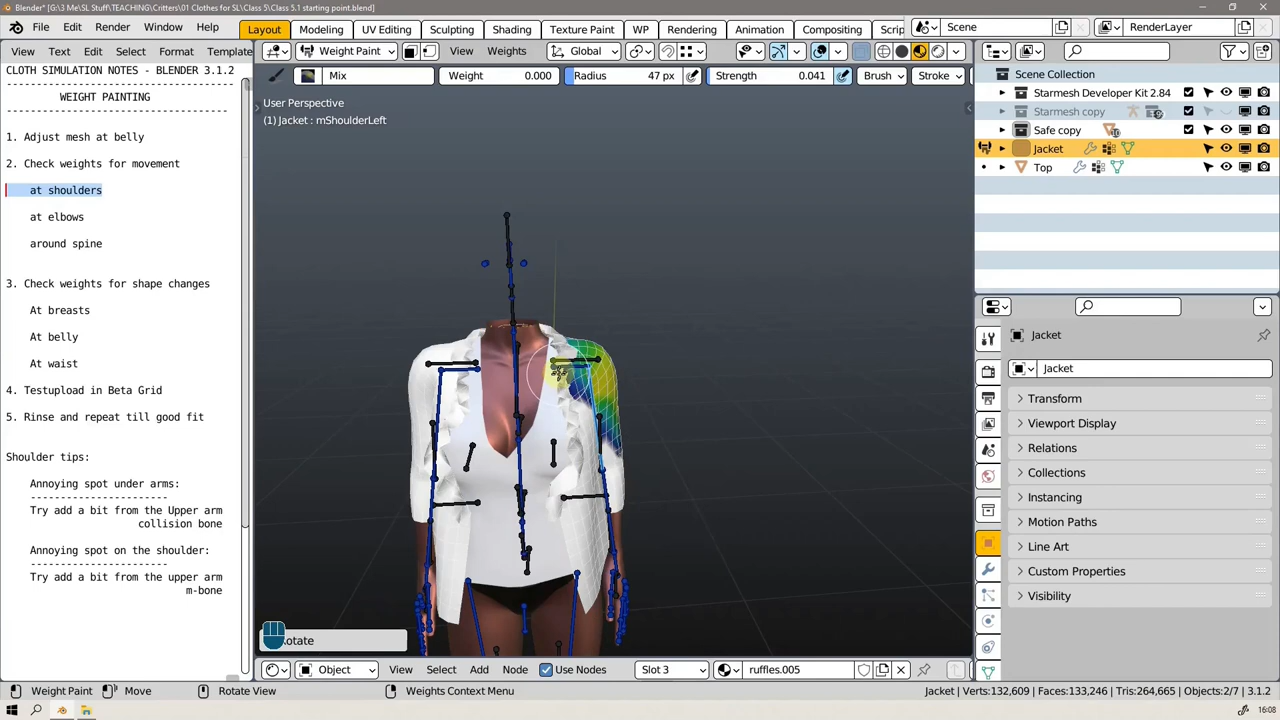 Blender* [G:\3 Me\SL Stuff\TEACHING\Critters\01 Clothes for SL\Class 5\Class 5.1 starting point.blend]
File Edit Render Window Help
Layout Modeling UV Editing Sculpting Shading Texture Paint WP Rendering Animation Compositing Scrip
Scene
RenderLayer
View Text Edit Select Format Template
Weight Paint View Weights Global
Mix Weight 0.000 Radius 47 px Strength 0.041 Brush Stroke
CLOTH SIMULATION NOTES - BLENDER 3.1.2
----------------------------------
WEIGHT PAINTING
---------------------------------
1. Adjust mesh at belly
2. Check weights for movement
at shoulders
at elbows
around spine
3. Check weights for shape changes
At breasts
At belly
At waist
4. Testupload in Beta Grid
5. Rinse and repeat till good fit
Shoulder tips:
Annoying spot under arms:
-----------------------
Try add a bit from the Upper arm
collision bone
Annoying spot on the shoulder:
-----------------------
Try add a bit from the upper arm
m-bone
User Perspective
(1) Jacket : mShoulderLeft
Scene Collection
Starmesh Developer Kit 2.84
Starmesh copy
Safe copy
Jacket
Top
Jacket
Jacket
Transform
Viewport Display
Relations
Collections
Instancing
Motion Paths
Line Art
Custom Properties
Visibility
otate
Object View Select Add Node Use Nodes Slot 3 ruffles.005
Weight Paint Move Rotate View Weights Context Menu Jacket | Verts:132,609 | Faces:133,246 | Tris:264,665 | Objects:2/7 | 3.1.2
16:08